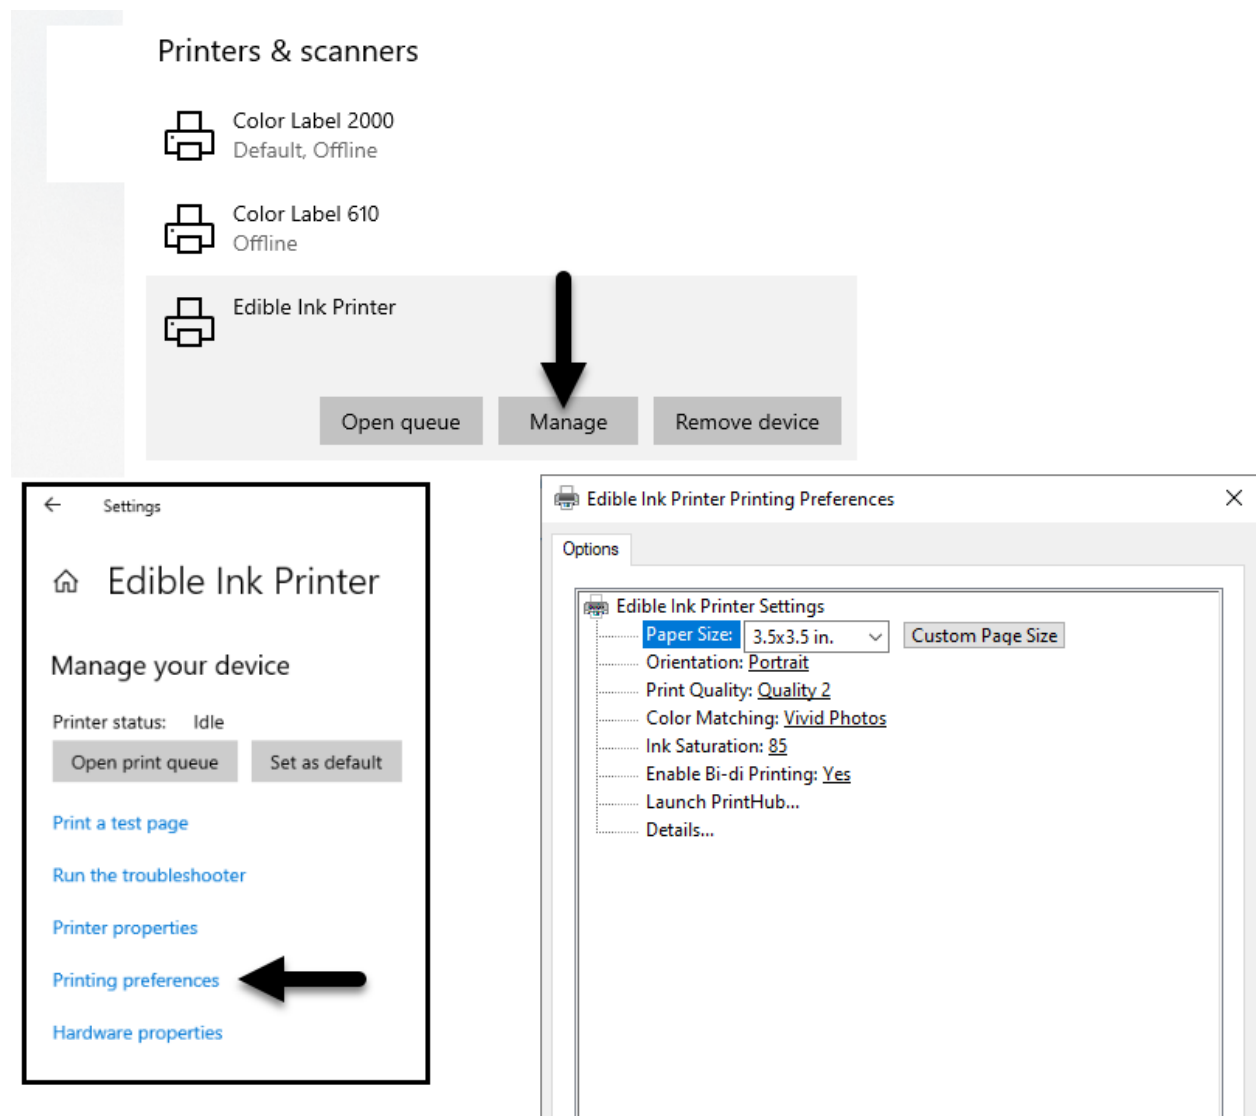 Printers & scanners
Color Label 2000
Default, Offline
Color Label 610
Offline
Edible Ink Printer
Open queue Manage Remove device
Settings
Edible Ink Printer
Manage your device
Printer status: Idle
Open print queue Set as default
Print a test page
Run the troubleshooter
Printer properties
Printing preferences
Hardware properties
Edible Ink Printer Printing Preferences
Options
Edible Ink Printer Settings
Paper Size: 3.5x3.5 in. Custom Page Size
Orientation: Portrait
Print Quality: Quality 2
Color Matching: Vivid Photos
Ink Saturation: 85
Enable Bi-di Printing: Yes
Launch PrintHub...
Details...